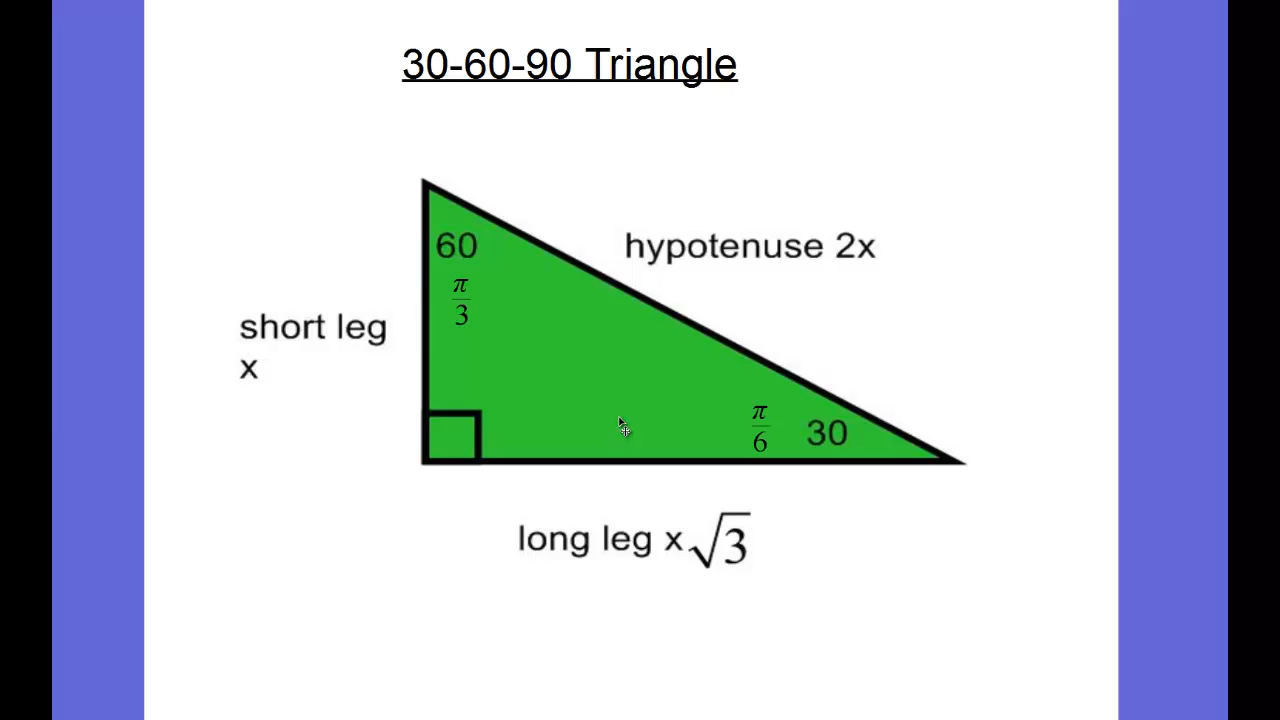 30-60-90 Triangle
60
hypotenuse 2x
π/3
short leg
x
π/6 30
long leg x√3